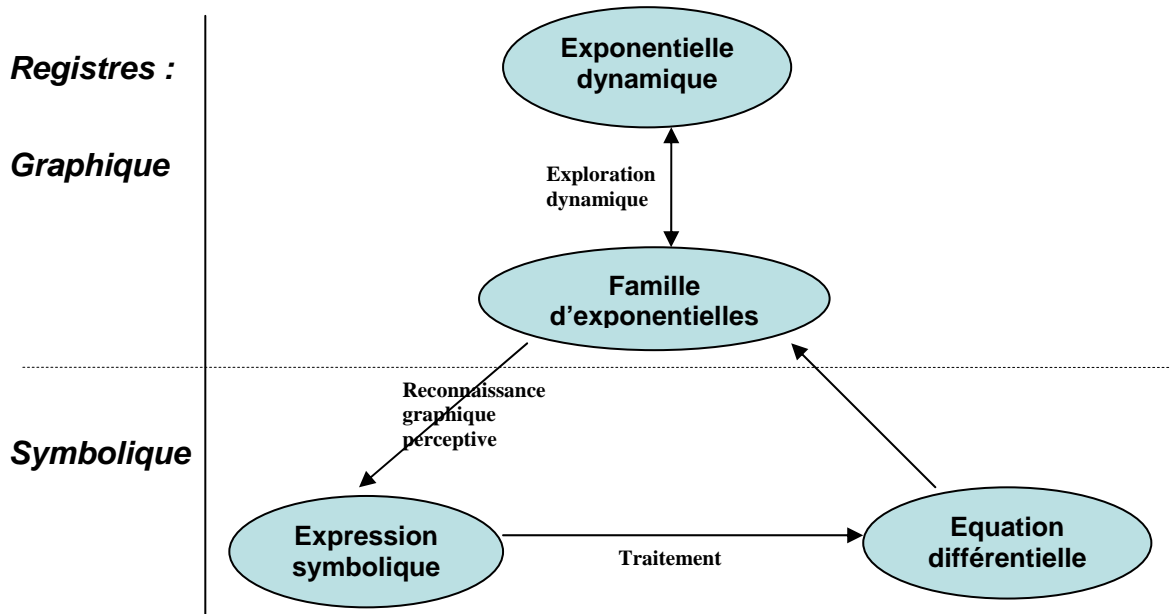 Registres :
Graphique
Exponentielle
dynamique
Exploration
dynamique
Famille
d'exponentielles
Reconnaissance
graphique
perceptive
Symbolique
Expression
symbolique
Traitement
Equation
différentielle